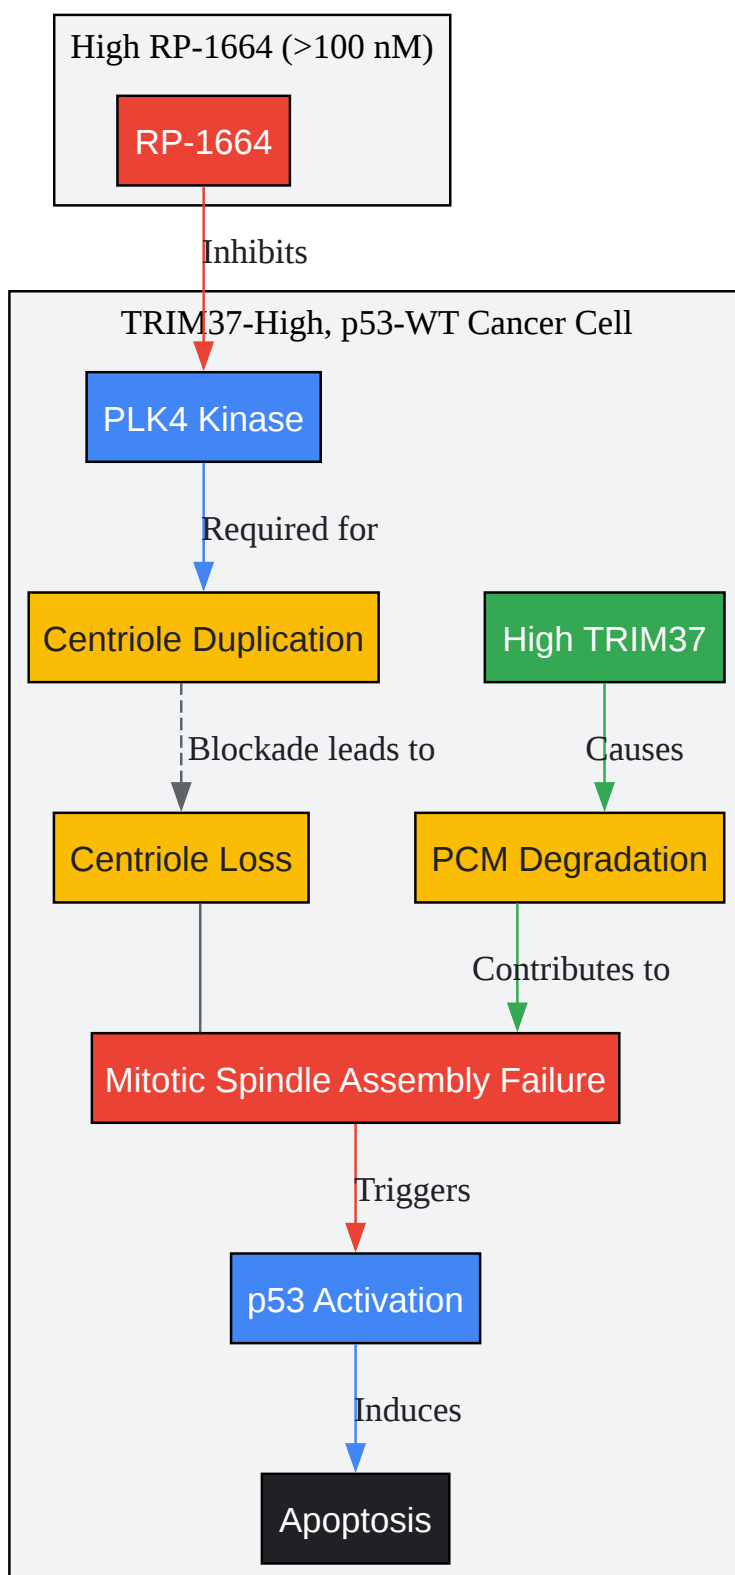 High RP-1664 (>100 nM)
RP-1664
Inhibits
TRIM37-High, p53-WT Cancer Cell
PLK4 Kinase
Required for
Centriole Duplication
High TRIM37
Blockade leads to
Causes
Centriole Loss
PCM Degradation
Contributes to
Mitotic Spindle Assembly Failure
Triggers
p53 Activation
Induces
Apoptosis